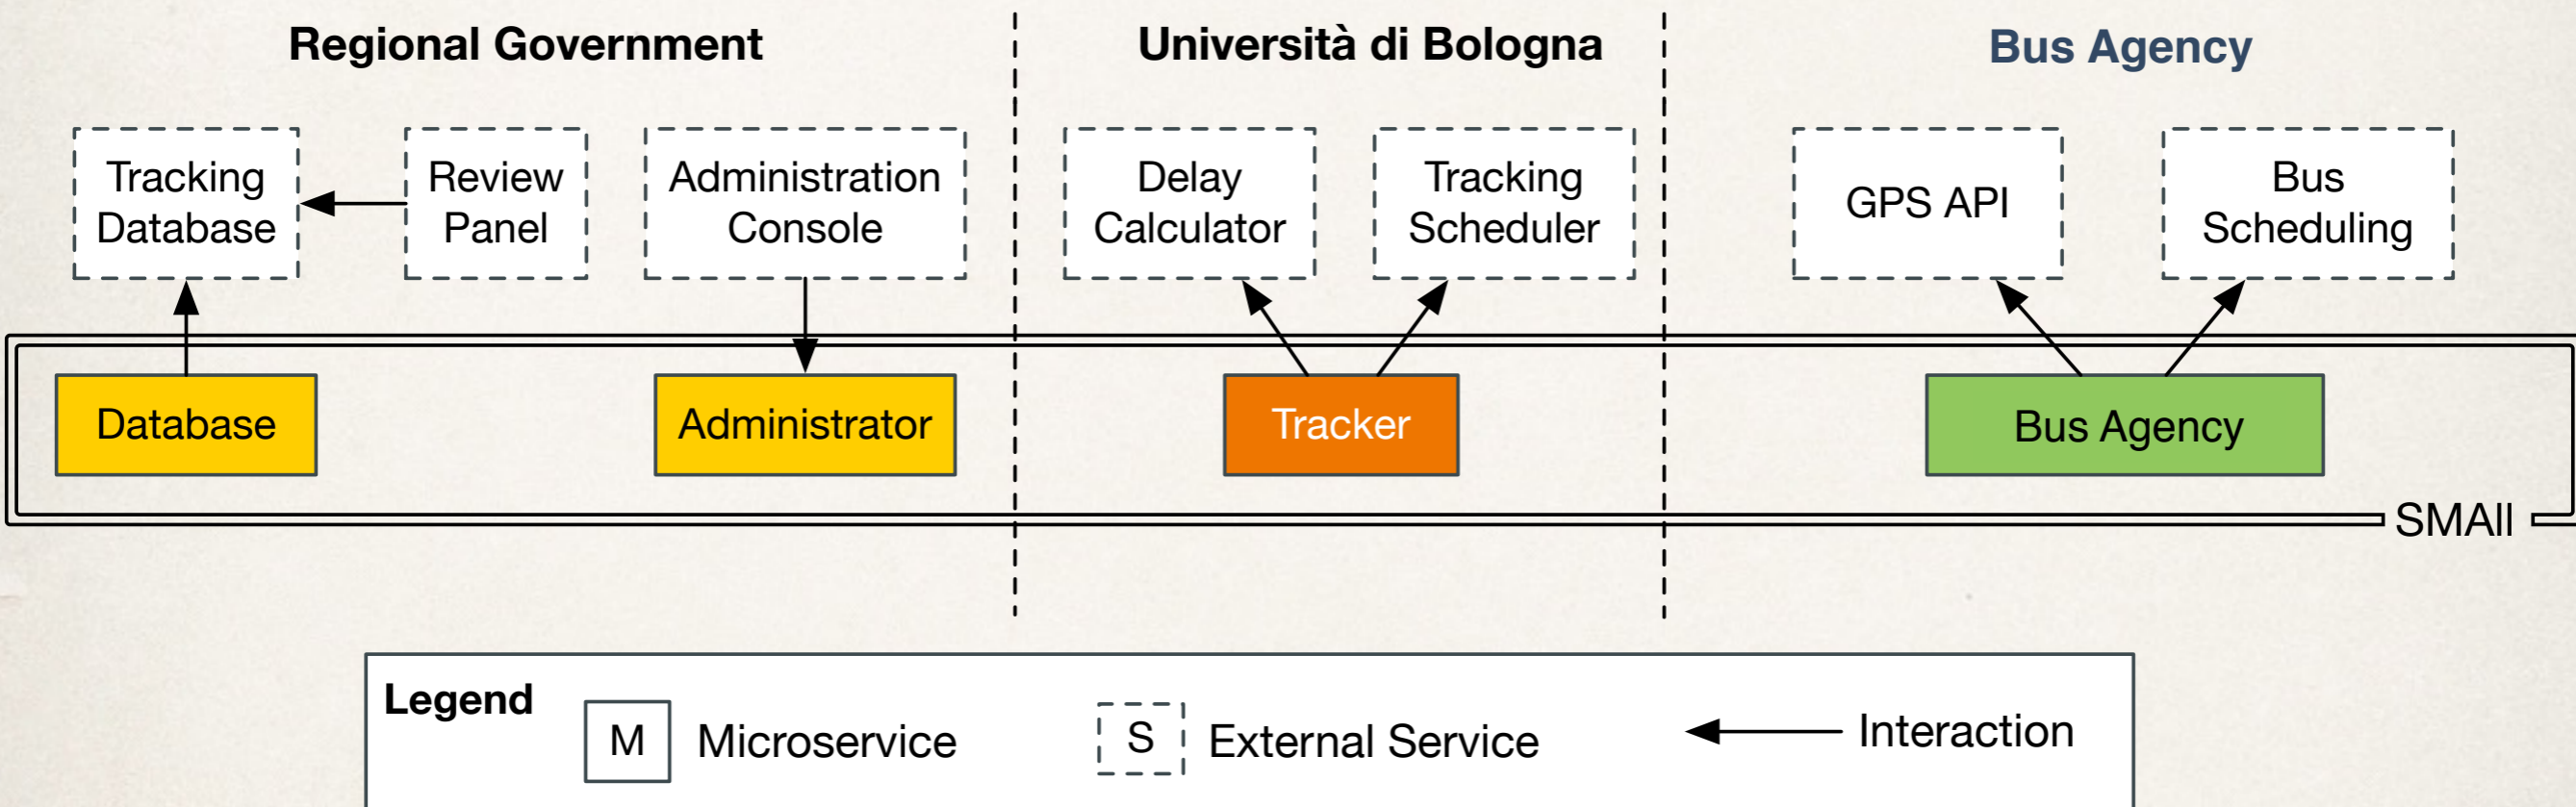 Regional Government
Università di Bologna
Bus Agency
Tracking
Database
Review
Panel
Administration
Console
Delay
Calculator
Tracking
Scheduler
GPS API
Bus
Scheduling
Database
Administrator
Tracker
Bus Agency
SMAll
Legend
M Microservice
S External Service
Interaction